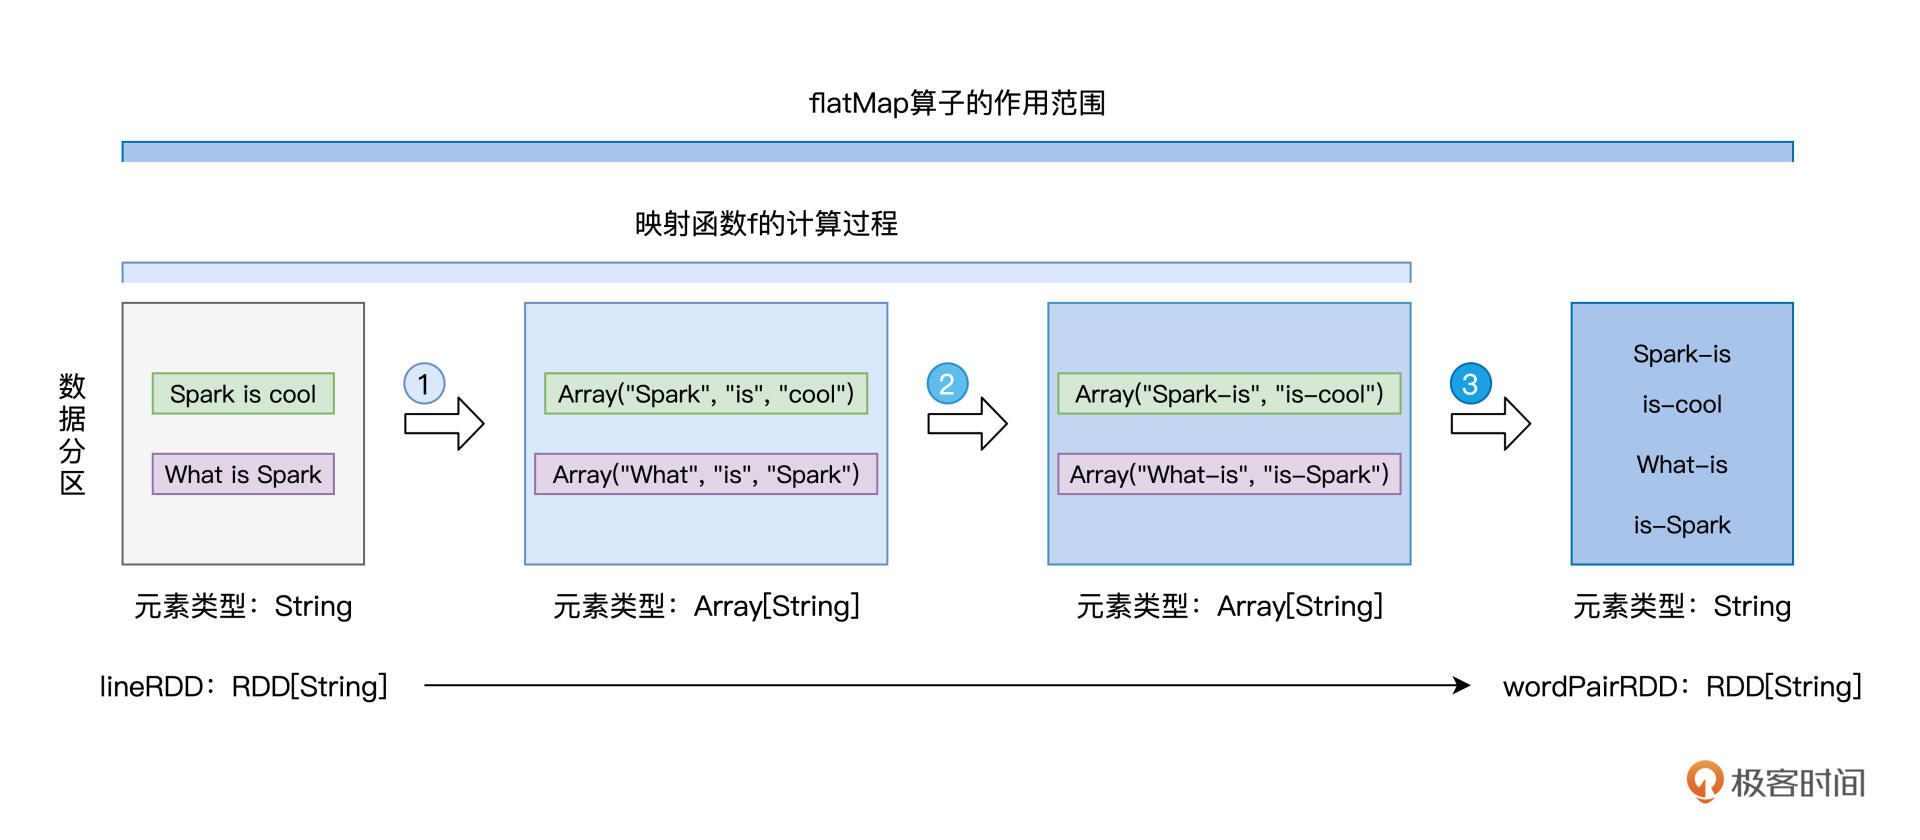 flatMap算子的作用范围
映射函数f的计算过程
数据分区
Spark is cool
What is Spark
元素类型：String
1
Array("Spark", "is", "cool")
Array("What", "is", "Spark")
元素类型：Array[String]
2
Array("Spark-is", "is-cool")
Array("What-is", "is-Spark")
元素类型：Array[String]
3
Spark-is
is-cool
What-is
is-Spark
元素类型：String
lineRDD：RDD[String]
wordPairRDD：RDD[String]
极客时间